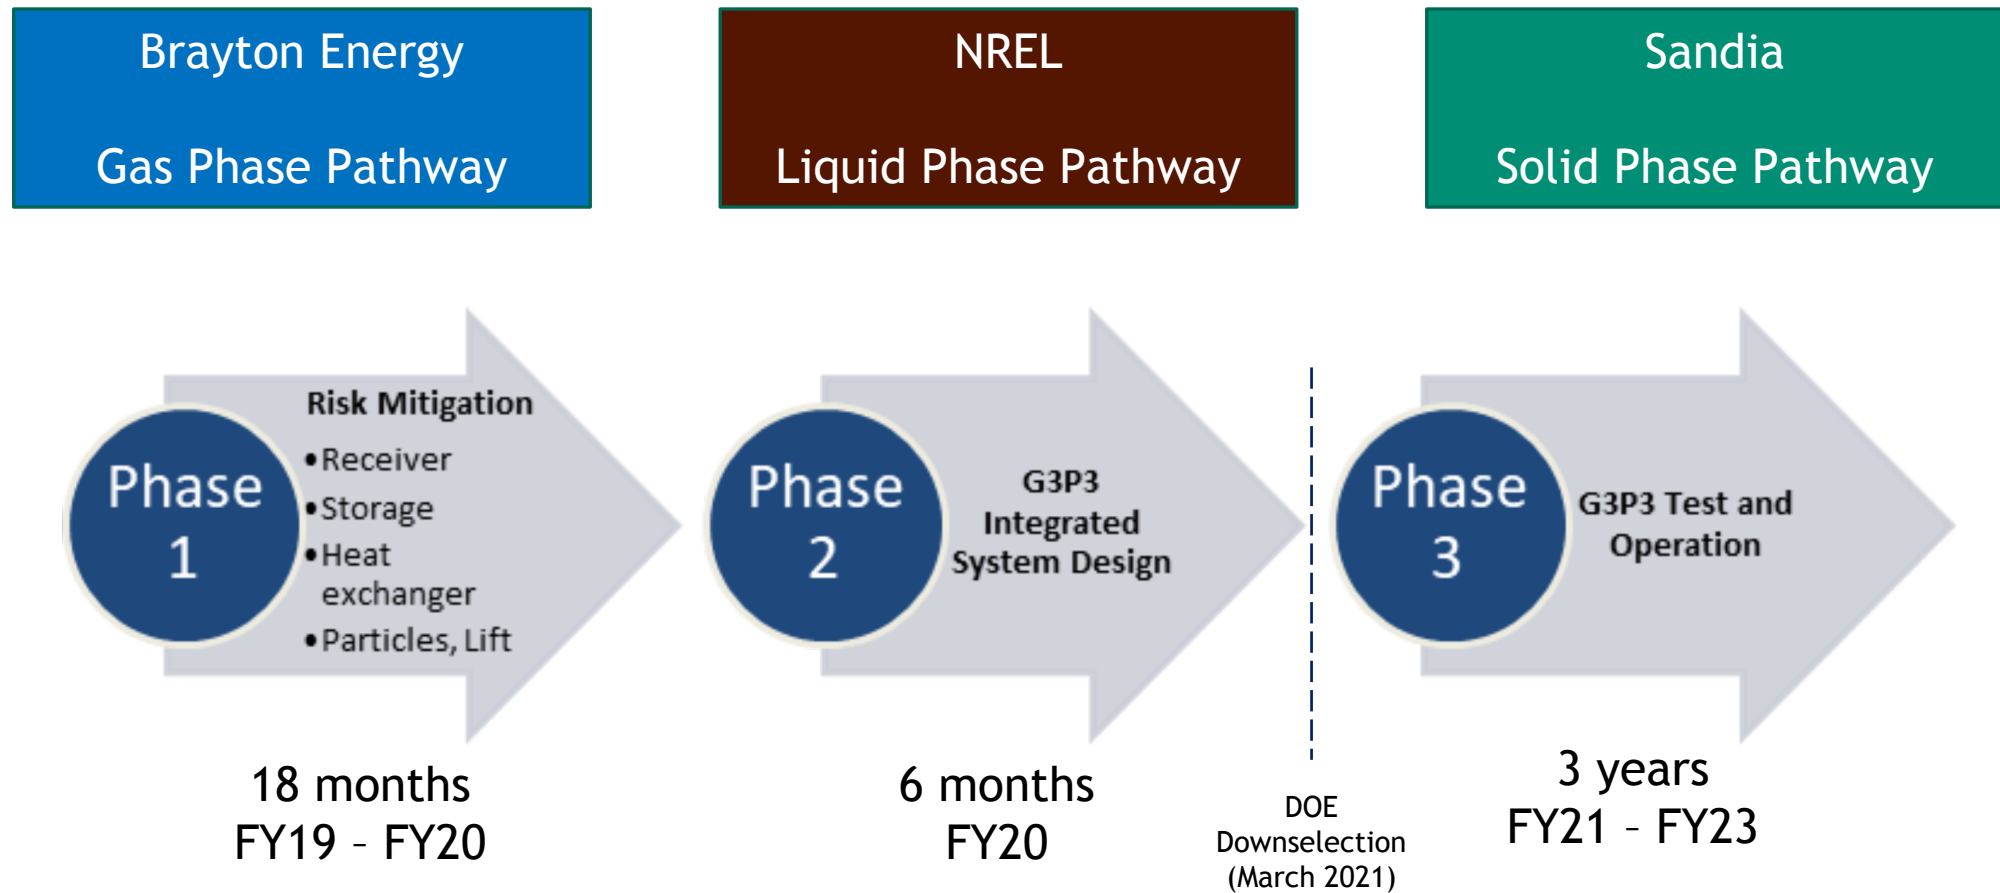 Brayton Energy
Gas Phase Pathway
NREL
Liquid Phase Pathway
Sandia
Solid Phase Pathway
Phase
1
Risk Mitigation
•Receiver
•Storage
•Heat
exchanger
•Particles, Lift
18 months
FY19 – FY20
Phase
2
G3P3
Integrated
System Design
6 months
FY20
DOE
Downselection
(March 2021)
Phase
3
G3P3 Test and
Operation
3 years
FY21 – FY23